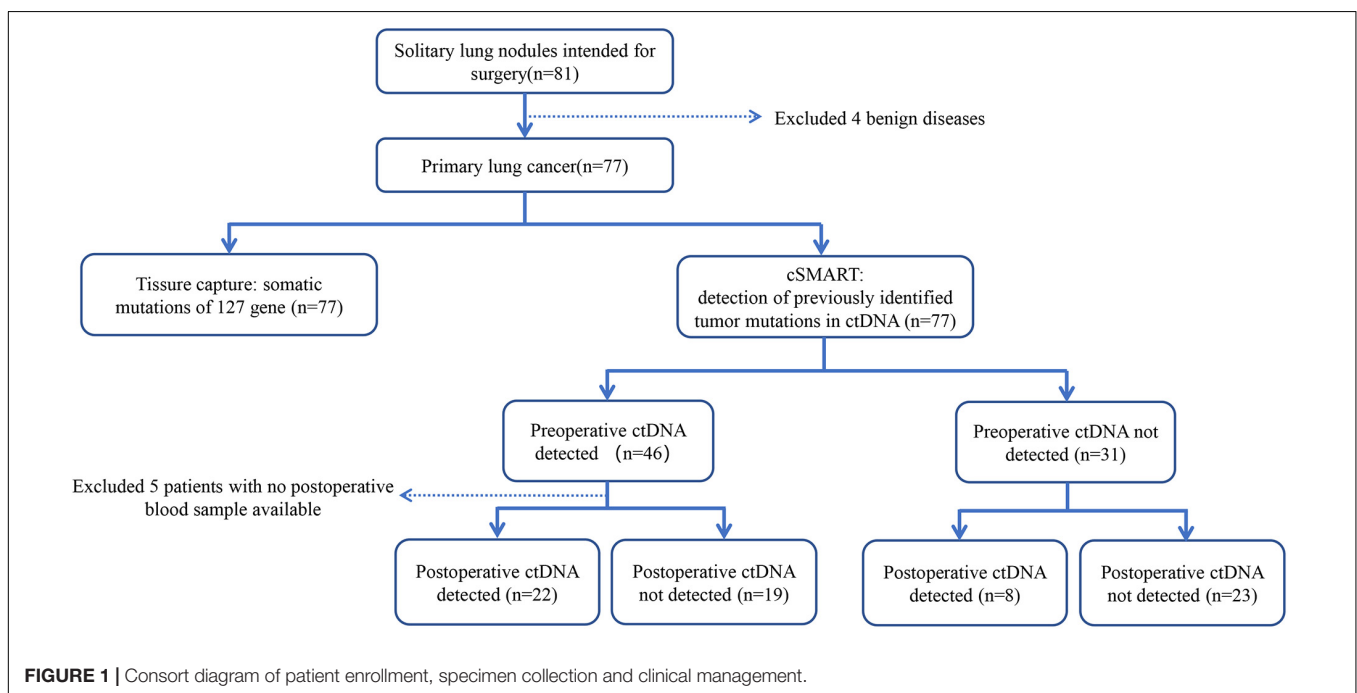 Solitary lung nodules intended for
surgery(n=81)
Excluded 4 benign diseases
Primary lung cancer(n=77)
Tissue capture: somatic
mutations of 127 gene (n=77)
cSMART:
detection of previously identified
tumor mutations in ctDNA (n=77)
Preoperative ctDNA
detected （n=46)
Preoperative ctDNA not
detected (n=31)
Excluded 5 patients with no postoperative
blood sample available
Postoperative ctDNA
detected (n=22)
Postoperative ctDNA
not detected (n=19)
Postoperative ctDNA
detected (n=8)
Postoperative ctDNA
not detected (n=23)
FIGURE 1 | Consort diagram of patient enrollment, specimen collection and clinical management.